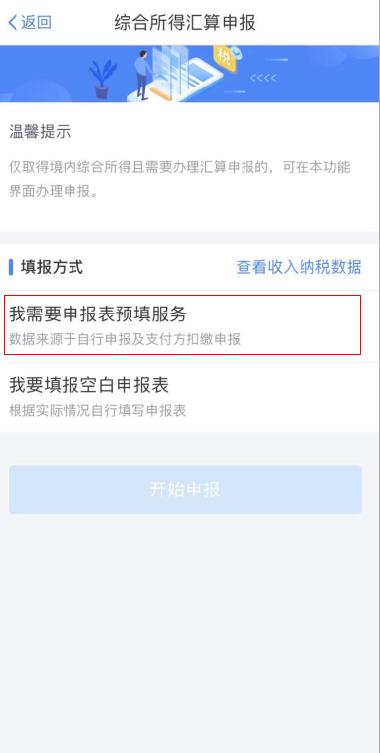 返回
综合所得汇算申报
税
温馨提示
仅取得境内综合所得且需要办理汇算申报的，可在本功能
界面办理申报。
填报方式
查看收入纳税数据
我需要申报表预填服务
数据来源于自行申报及支付方扣缴申报
我要填报空白申报表
根据实际情况自行填写申报表
开始申报